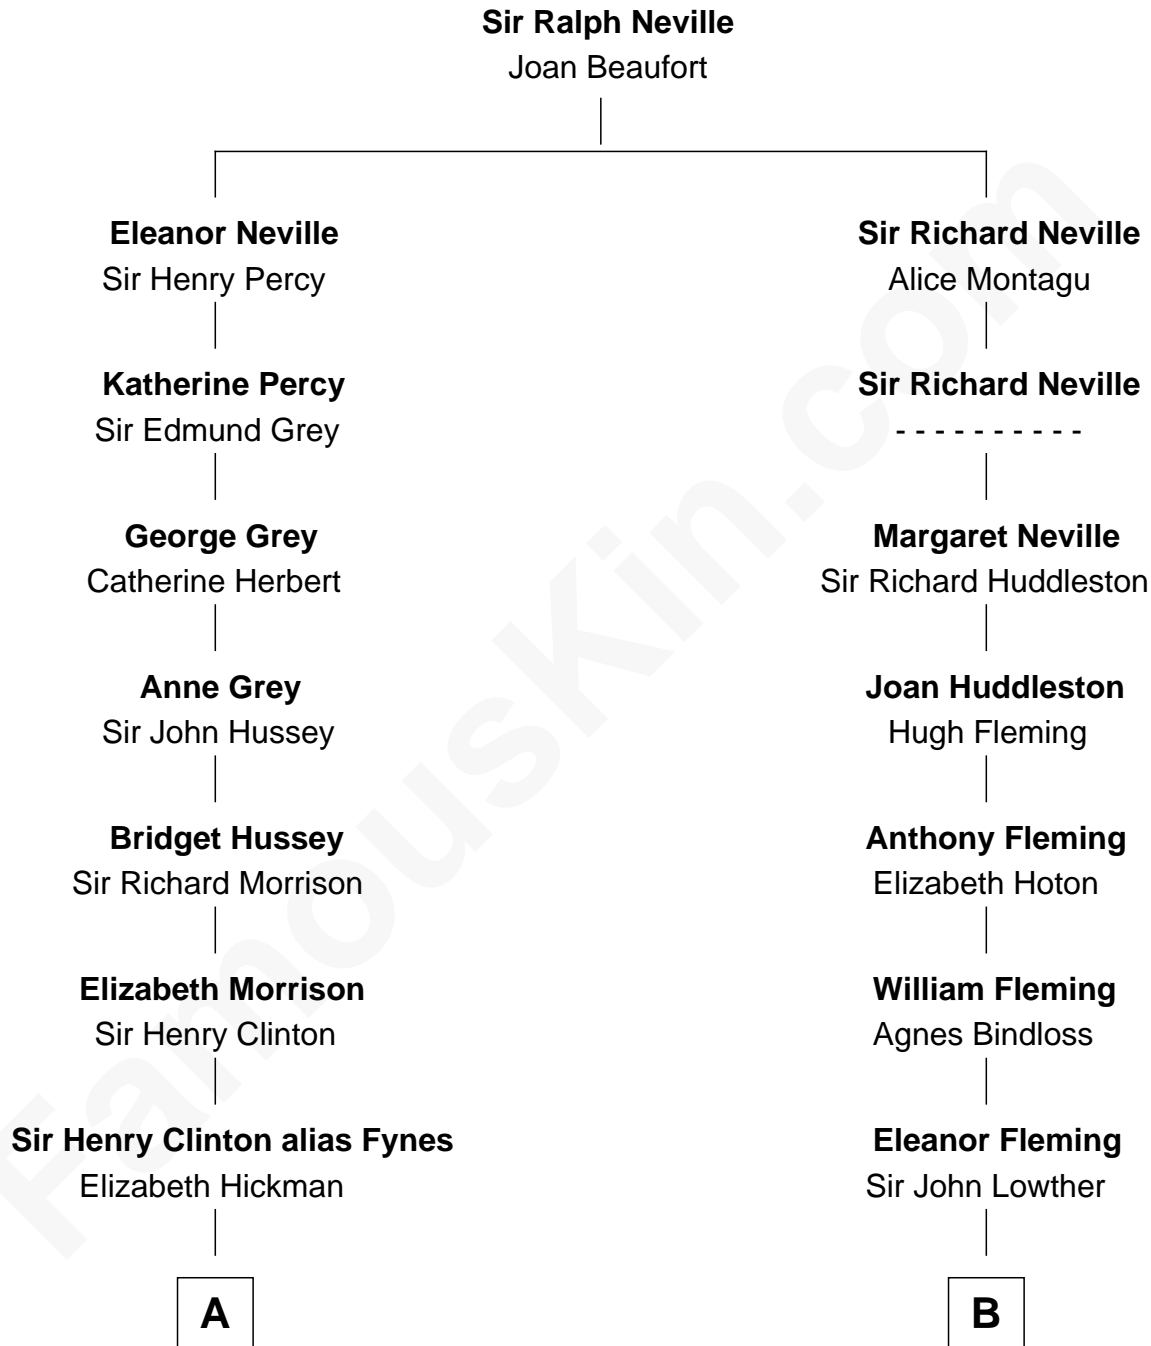 Sir Ralph Neville
Joan Beaufort
Eleanor Neville
Sir Henry Percy
Sir Richard Neville
Alice Montagu
Katherine Percy
Sir Edmund Grey
Sir Richard Neville
- - - - - - - - - -
George Grey
Catherine Herbert
Margaret Neville
Sir Richard Huddleston
Anne Grey
Sir John Hussey
Joan Huddleston
Hugh Fleming
Bridget Hussey
Sir Richard Morrison
Anthony Fleming
Elizabeth Hoton
Elizabeth Morrison
Sir Henry Clinton
William Fleming
Agnes Bindloss
Sir Henry Clinton alias Fynes
Elizabeth Hickman
Eleanor Fleming
Sir John Lowther
A
B
FamousKin.com